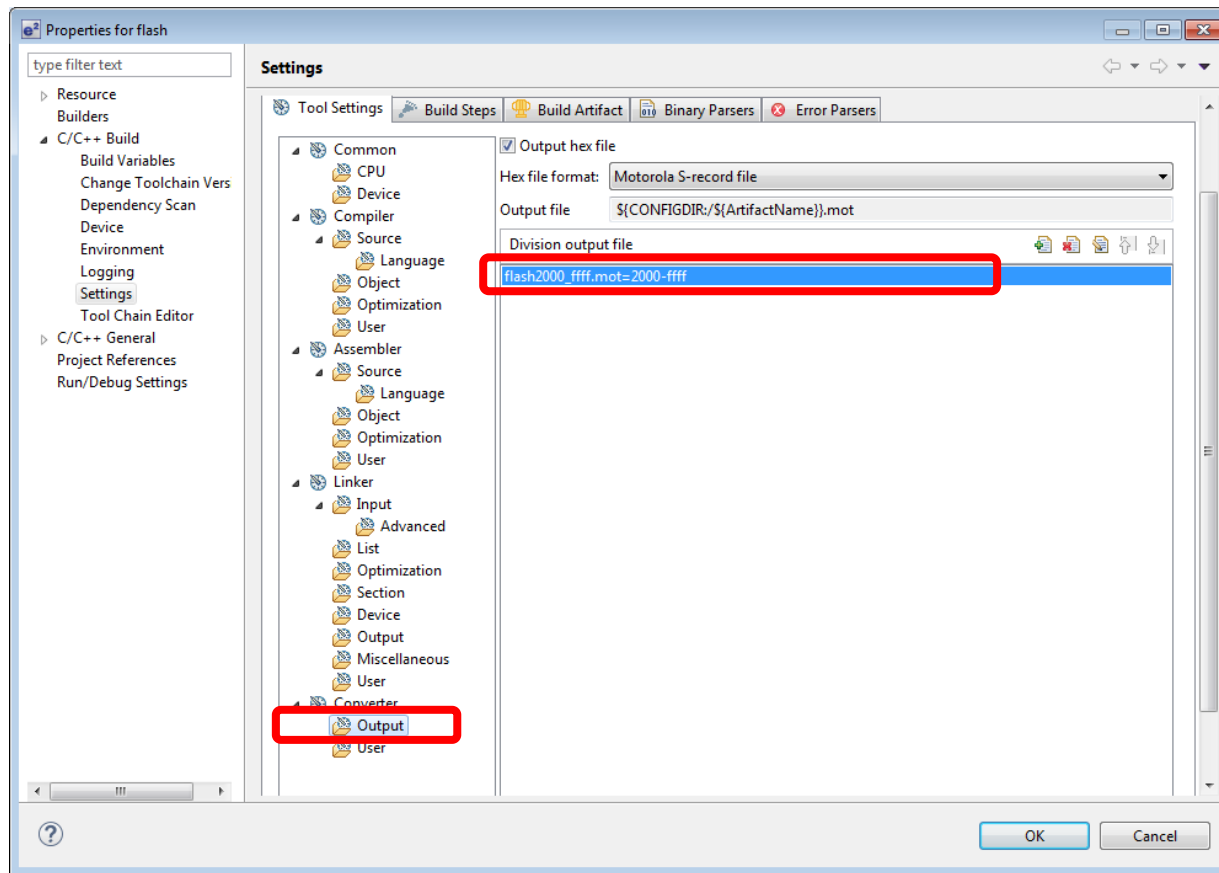 e² Properties for flash
type filter text
Resource
Builders
C/C++ Build
Build Variables
Change Toolchain Vers
Dependency Scan
Device
Environment
Logging
Settings
Tool Chain Editor
C/C++ General
Project References
Run/Debug Settings
Settings
Tool Settings Build Steps Build Artifact 010 Binary Parsers Error Parsers
Common
CPU
Device
Compiler
Source
Language
Object
Optimization
User
Assembler
Source
Language
Object
Optimization
User
Linker
Input
Advanced
List
Optimization
Section
Device
Output
Miscellaneous
User
Converter
Output
User
Output hex file
Hex file format: Motorola S-record file
Output file ${CONFIGDIR:/${ArtifactName}}.mot
Division output file
flash2000_ffff.mot=2000-ffff
? OK Cancel